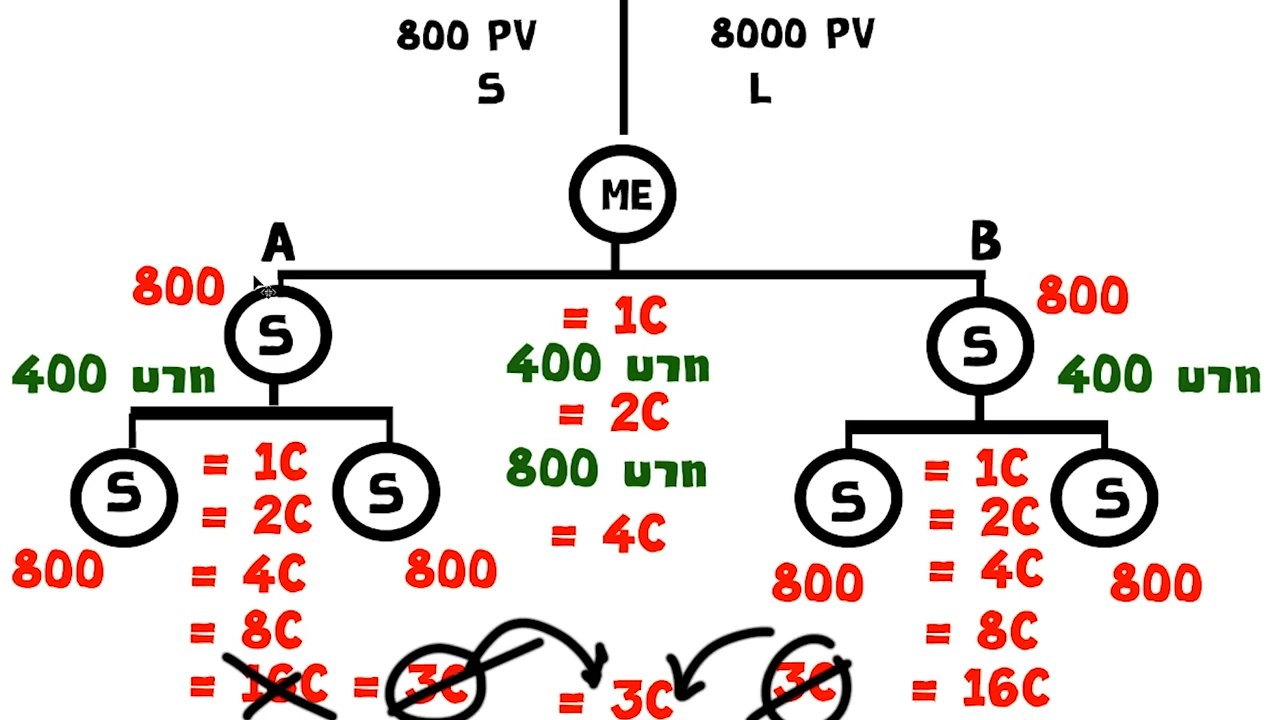 800 PV
8000 PV
S
L
ME
A
B
800
800
S
S
= 1C
400 บาท
400 บาท
400 บาท
= 2C
S
= 1C
S
800 บาท
S
= 1C
S
= 2C
= 2C
= 4C
800
= 4C
800
800
= 4C
800
= 8C
= 8C
= 16C = 3C
= 3C
3C
= 16C